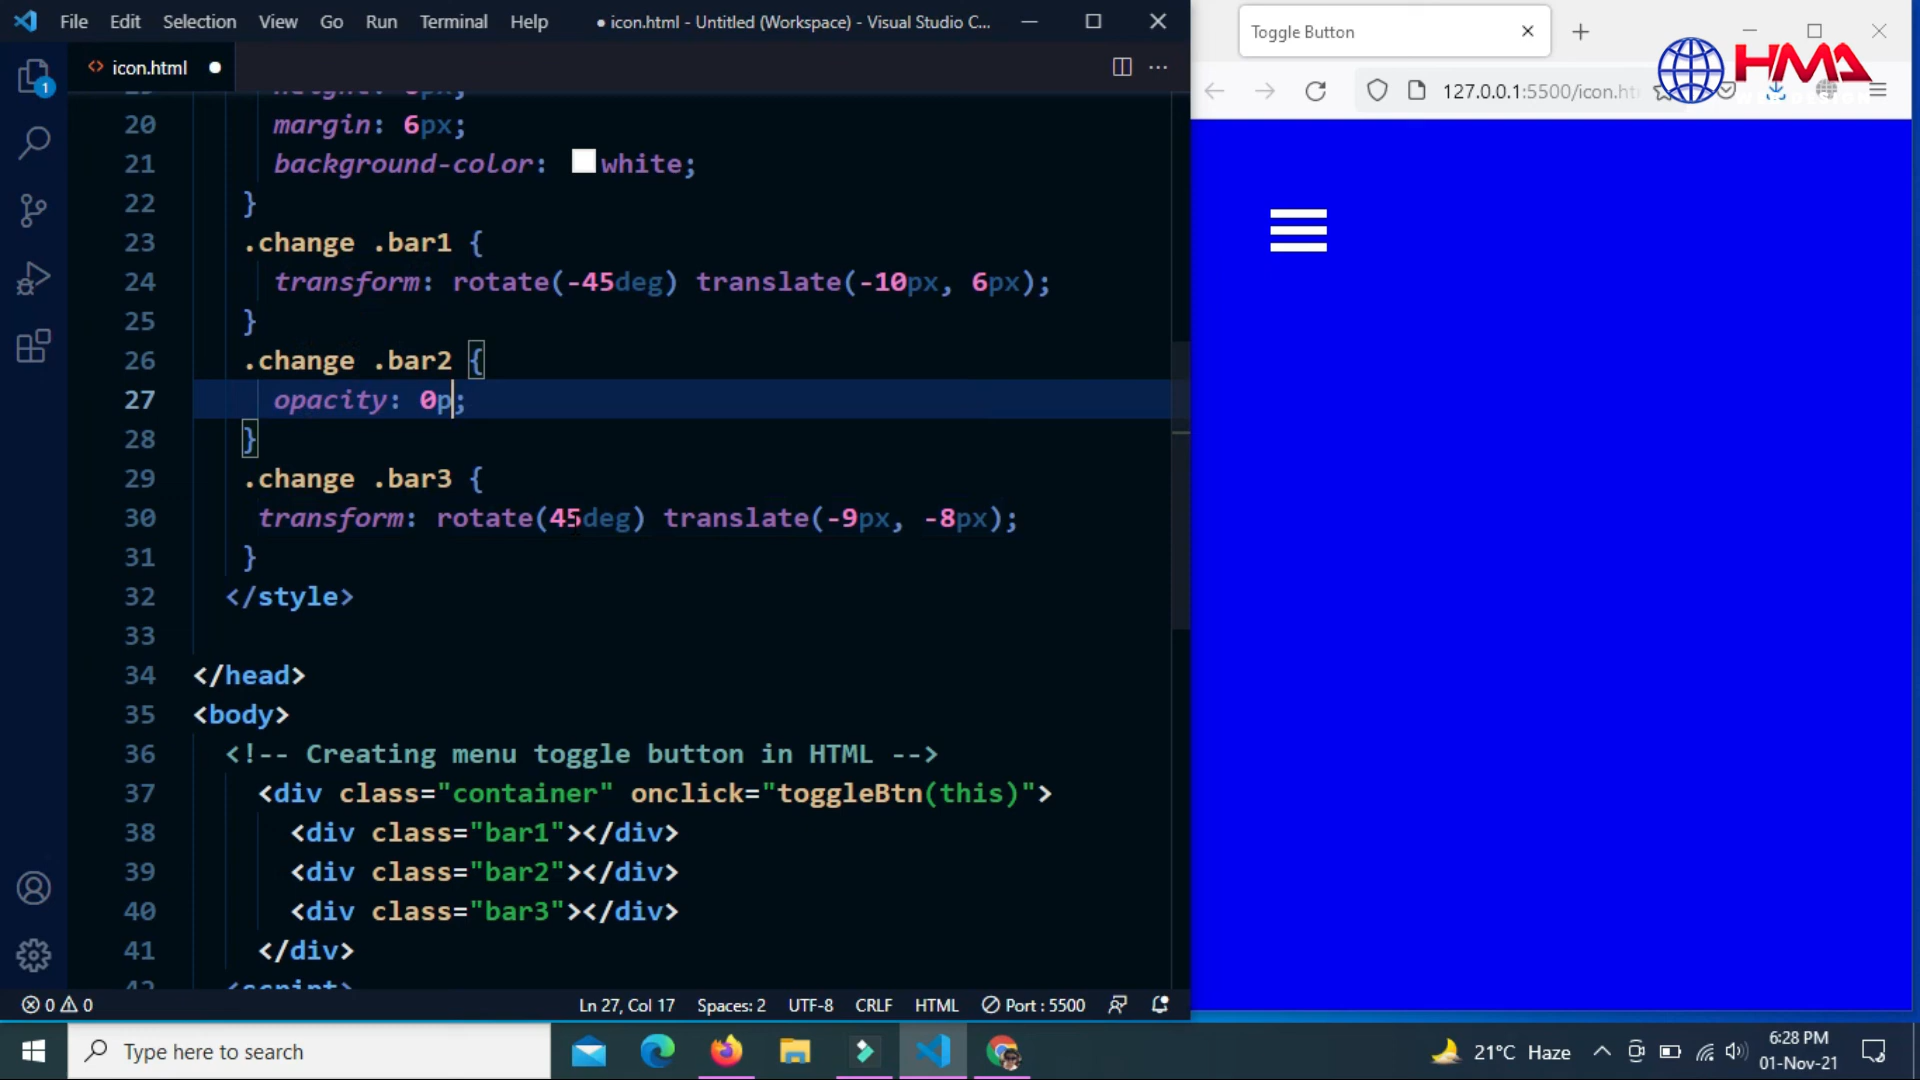 File Edit Selection View Go Run Terminal Help
● icon.html - Untitled (Workspace) - Visual Studio C...
icon.html
20 margin: 6px;
21 background-color: white;
22 }
23 .change .bar1 {
24 transform: rotate(-45deg) translate(-10px, 6px);
25 }
26 .change .bar2 {
27 opacity: 0p;
28 }
29 .change .bar3 {
30 transform: rotate(45deg) translate(-9px, -8px);
31 }
32 </style>
33
34 </head>
35 <body>
36 <!-- Creating menu toggle button in HTML -->
37 <div class="container" onclick="toggleBtn(this)">
38 <div class="bar1"></div>
39 <div class="bar2"></div>
40 <div class="bar3"></div>
41 </div>
1
0 0 Ln 27, Col 17 Spaces: 2 UTF-8 CRLF HTML Port : 5500
Toggle Button
HMA
127.0.0.1:5500/icon.ht
Type here to search
21°C Haze
6:28 PM
01-Nov-21